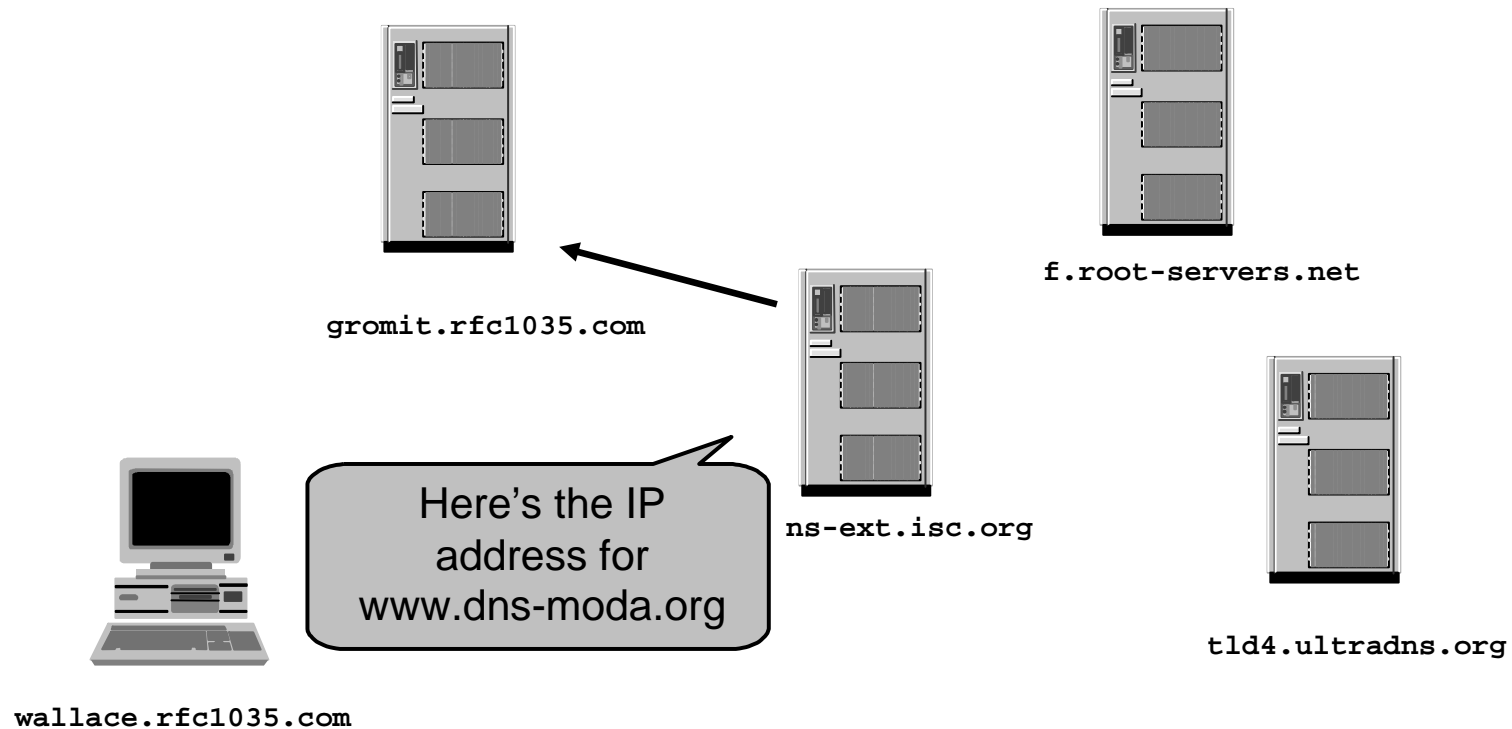 f.root-servers.net
gromit.rfc1035.com
Here’s the IP
address for
www.dns-moda.org
ns-ext.isc.org
tld4.ultradns.org
wallace.rfc1035.com